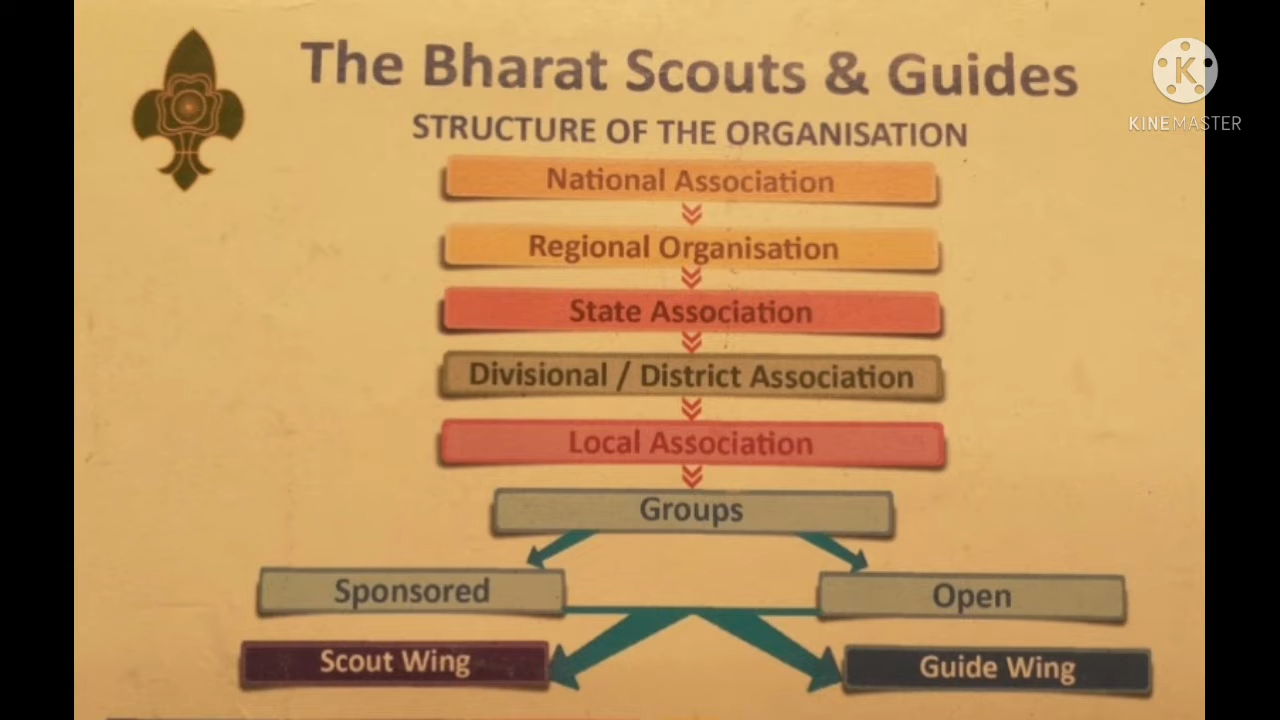 The Bharat Scouts & Guides
K
KINEMASTER
STRUCTURE OF THE ORGANISATION
National Association
Regional Organisation
State Association
Divisional / District Association
Local Association
Groups
Sponsored
Open
Scout Wing
Guide Wing